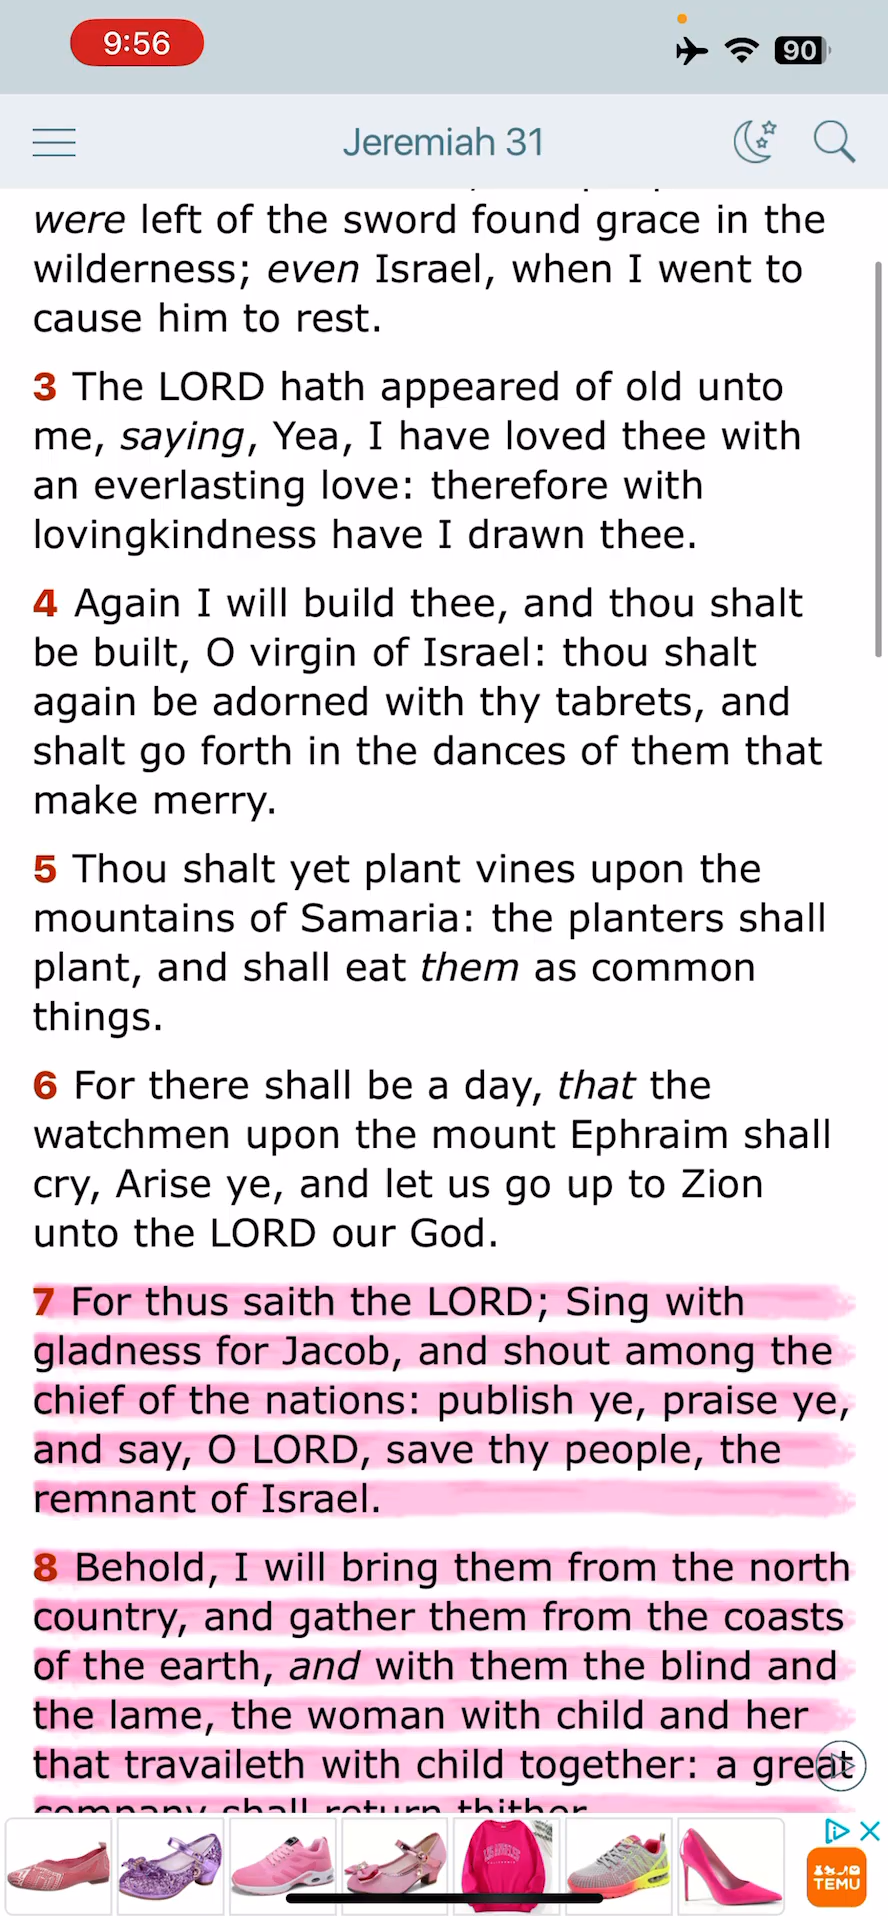 9:56
90
Jeremiah 31
were left of the sword found grace in the
wilderness; even Israel, when I went to
cause him to rest.
3 The LORD hath appeared of old unto
me, saying, Yea, I have loved thee with
an everlasting love: therefore with
lovingkindness have I drawn thee.
4 Again I will build thee, and thou shalt
be built, O virgin of Israel: thou shalt
again be adorned with thy tabrets, and
shalt go forth in the dances of them that
make merry.
5 Thou shalt yet plant vines upon the
mountains of Samaria: the planters shall
plant, and shall eat them as common
things.
6 For there shall be a day, that the
watchmen upon the mount Ephraim shall
cry, Arise ye, and let us go up to Zion
unto the LORD our God.
7 For thus saith the LORD; Sing with
gladness for Jacob, and shout among the
chief of the nations: publish ye, praise ye,
and say, O LORD, save thy people, the
remnant of Israel.
8 Behold, I will bring them from the north
country, and gather them from the coasts
of the earth, and with them the blind and
the lame, the woman with child and her
that travaileth with child together: a great
company shall return thither.
LOS ANGELES
TEMU